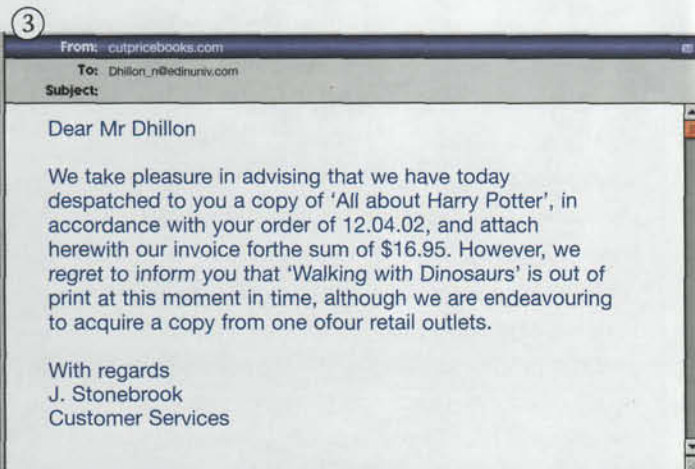 3
From: cutpricebooks.com
To: Dhillon_n@edinuniv.com
Subject:
Dear Mr Dhillon
We take pleasure in advising that we have today
despatched to you a copy of 'All about Harry Potter', in
accordance with your order of 12.04.02, and attach
herewith our invoice forthe sum of $16.95. However, we
regret to inform you that 'Walking with Dinosaurs' is out of
print at this moment in time, although we are endeavouring
to acquire a copy from one ofour retail outlets.
With regards
J. Stonebrook
Customer Services